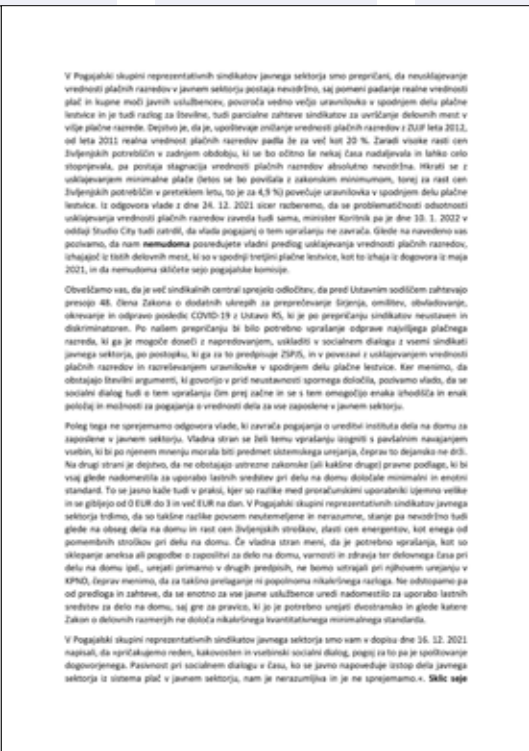 V Pogajalski skupini reprezentativnih sindikatov javnega sektorja smo prepričani, da neusklajevanje
vrednosti plačnih razredov v javnem sektorju postaja nevzdržno, saj pomeni padanje realne vrednosti
plač in kupne moči javnih uslužbencev, povzroča vedno večjo uravnilovko v spodnjem delu plačne
lestvice in je tudi razlog za številne, tudi parcialne zahteve sindikatov za uvrščanje delovnih mest v
višje plačne razrede. Dejstvo je, da je, upoštevaje znižanje vrednosti plačnih razredov z ZUJF leta 2012,
od leta 2011 realna vrednost plačnih razredov padla že za več kot 20 %. Zaradi visoke rasti cen
življenjskih potrebščin v zadnjem obdobju, ki se bo očitno še nekaj časa nadaljevala in lahko celo
stopnjevala, pa postaja stagnacija vrednosti plačnih razredov absolutno nevzdržna. Hkrati se z
usklajevanjem minimalne plače (letos se bo povišala z zakonskim minimumom, torej za rast cen
življenjskih potrebščin v preteklem letu, to je za 4,9 %) povečuje uravnilovka v spodnjem delu plačne
lestvice. Iz odgovora vlade z dne 24. 12. 2021 sicer razberemo, da se problematičnosti odsotnosti
usklajevanja vrednosti plačnih razredov zaveda tudi sama, minister Koritnik pa je dne 10. 1. 2022 v
oddaji Studio City tudi zatrdil, da vlada pogajanj o tem vprašanju ne zavrača. Glede na navedeno vas
pozivamo, da nam nemudoma posredujete vladni predlog usklajevanja vrednosti plačnih razredov,
izhajajoč iz tistih delovnih mest, ki so v spodnji tretjini plačne lestvice, kot to izhaja iz dogovora iz maja
2021, in da nemudoma skličete sejo pogajalske komisije.
Obveščamo vas, da je več sindikalnih central sprejelo odločitev, da pred Ustavnim sodiščem zahtevajo
presojo 48. člena Zakona o dodatnih ukrepih za preprečevanje širjenja, omilitev, obvladovanje,
okrevanje in odpravo posledic COVID-19 z Ustavo RS, ki je po prepričanju sindikatov neustaven in
diskriminatoren. Po našem prepričanju bi bilo potrebno vprašanje odprave najvišjega plačnega
razreda, ki ga je mogoče doseči z napredovanjem, uskladiti v socialnem dialogu z vsemi sindikati
javnega sektorja, po postopku, ki ga za to predpisuje ZSPJS, in v povezavi z usklajevanjem vrednosti
plačnih razredov in razreševanjem uravnilovke v spodnjem delu plačne lestvice. Ker menimo, da
obstajajo številni argumenti, ki govorijo v prid neustavnosti spornega določila, pozivamo vlado, da se
socialni dialog tudi o tem vprašanju čim prej začne in se s tem omogočijo enaka izhodišča in enak
položaj in možnosti za pogajanja o vrednosti dela za vse zaposlene v javnem sektorju.
Poleg tega ne sprejemamo odgovora vlade, ki zavrača pogajanja o ureditvi instituta dela na domu za
zaposlene v javnem sektorju. Vladna stran se želi temu vprašanju izogniti s pavšalnim navajanjem
vsebin, ki bi po njenem mnenju morala biti predmet sistemskega urejanja, čeprav to dejansko ne drži.
Na drugi strani je dejstvo, da ne obstajajo ustrezne zakonske (ali kakšne druge) pravne podlage, ki bi
vsaj glede nadomestila za uporabo lastnih sredstev pri delu na domu določale minimalni in enotni
standard. To se jasno kaže tudi v praksi, kjer so razlike med proračunskimi uporabniki izjemno velike
in se gibljejo od 0 EUR do 3 in več EUR na dan. V Pogajalski skupini reprezentativnih sindikatov javnega
sektorja trdimo, da so takšne razlike povsem neutemeljene in nerazumne, stanje pa nevzdržno tudi
glede na obseg dela na domu in rast cen življenjskih stroškov, zlasti cen energentov, kot enega od
pomembnih stroškov pri delu na domu. Če vladna stran meni, da je potrebno vprašanja, kot so
sklepanje aneksa ali pogodbe o zaposlitvi za delo na domu, varnosti in zdravja ter delovnega časa pri
delu na domu ipd., urejati primarno v drugih predpisih, ne bomo vztrajali pri njihovem urejanju v
KPND, čeprav menimo, da za takšno prelaganje ni popolnoma nikakršnega razloga. Ne odstopamo pa
od predloga in zahteve, da se enotno za vse javne uslužbence uredi nadomestilo za uporabo lastnih
sredstev za delo na domu, saj gre za pravico, ki jo je potrebno urejati dvostransko in glede katere
Zakon o delovnih razmerjih ne določa nikakršnega kvantitativnega minimalnega standarda.
V Pogajalski skupini reprezentativnih sindikatov javnega sektorja smo vam v dopisu dne 16. 12. 2021
napisali, da »pričakujemo reden, kakovosten in vsebinski socialni dialog, pogoj za to pa je spoštovanje
dogovorjenega. Pasivnost pri socialnem dialogu v času, ko se javno napoveduje izstop dela javnega
sektorja iz sistema plač v javnem sektorju, nam je nerazumljiva in je ne sprejemamo.«. Sklic seje